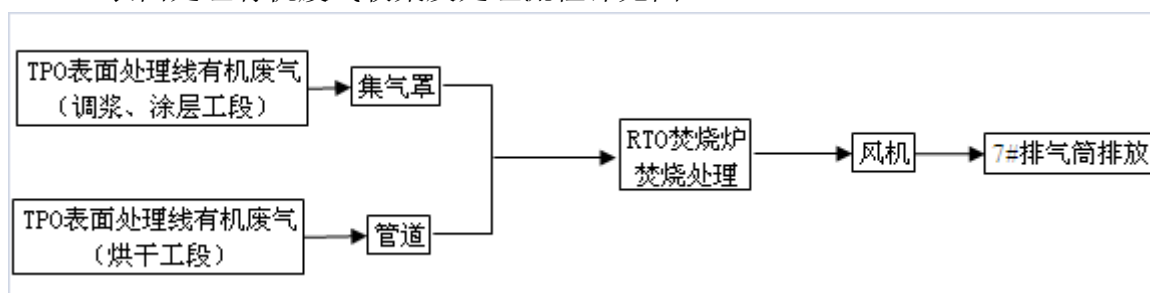 TPO表面处理线有机废气
（调浆、涂层工段）
集气罩
RTO焚烧炉
焚烧处理
风机
7#排气筒排放
TPO表面处理线有机废气
（烘干工段）
管道